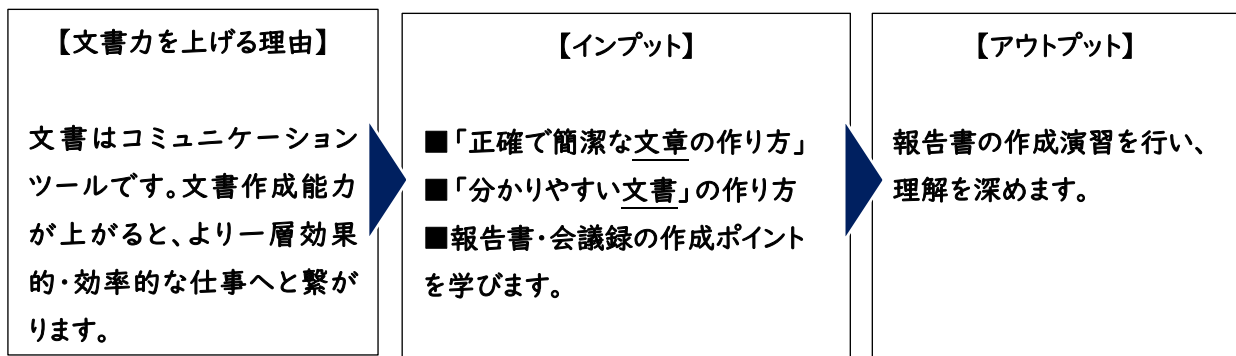 【文書力を上げる理由】
文書はコミュニケーション
ツールです。文書作成能力
が上がると、より一層効果
的・効率的な仕事へと繋が
ります。
【インプット】
■「正確で簡潔な文章の作り方」
■「分かりやすい文書」の作り方
■報告書・会議録の作成ポイント
を学びます。
【アウトプット】
報告書の作成演習を行い、
理解を深めます。